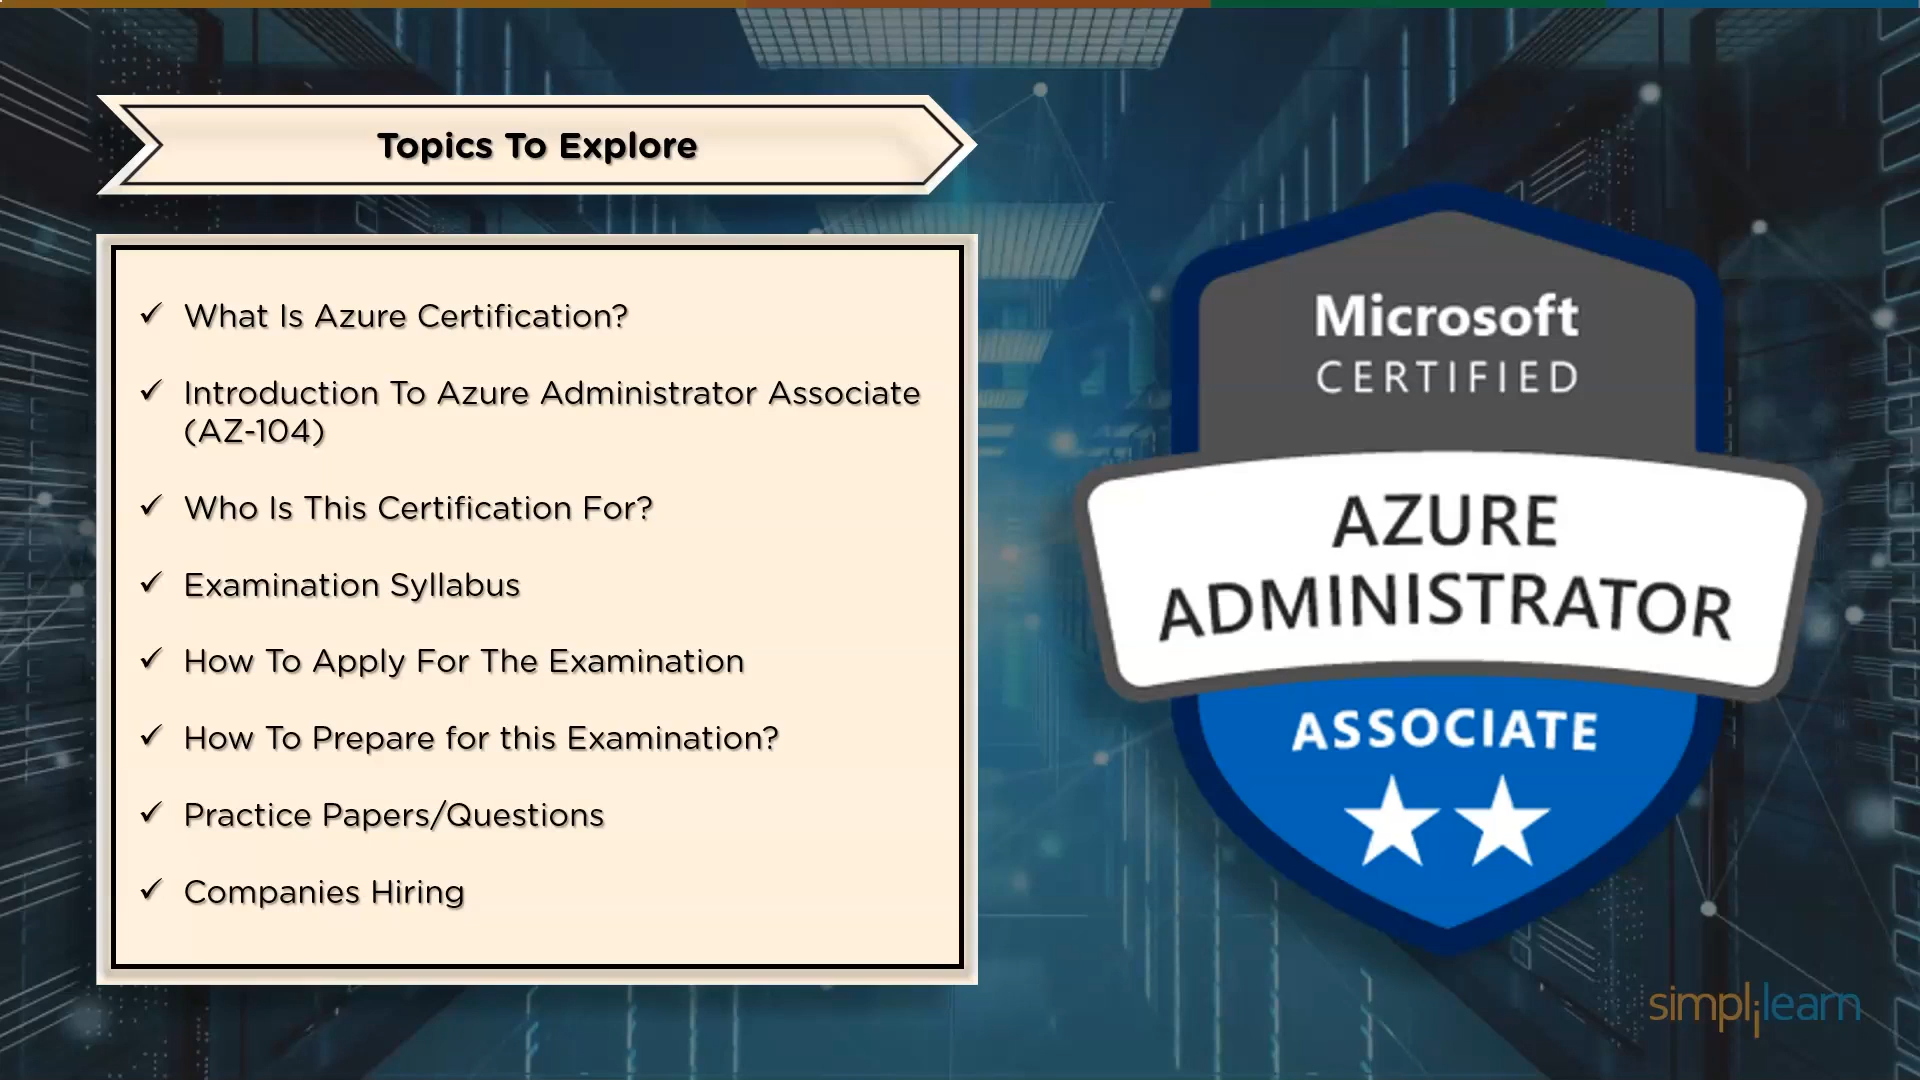 Topics To Explore
✓ What Is Azure Certification?
✓ Introduction To Azure Administrator Associate
(AZ-104)
✓ Who Is This Certification For?
✓ Examination Syllabus
✓ How To Apply For The Examination
✓ How To Prepare for this Examination?
✓ Practice Papers/Questions
✓ Companies Hiring
Microsoft
CERTIFIED
AZURE
ADMINISTRATOR
ASSOCIATE
simplilearn